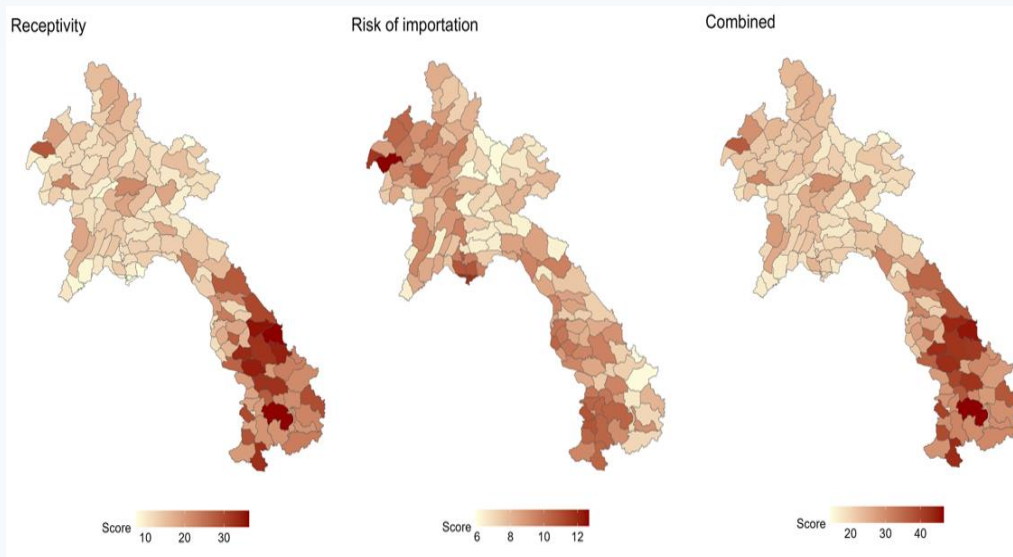 Receptivity
Risk of importation
Combined
Score
10 20 30
Score
6 8 10 12
Score
20 30 40